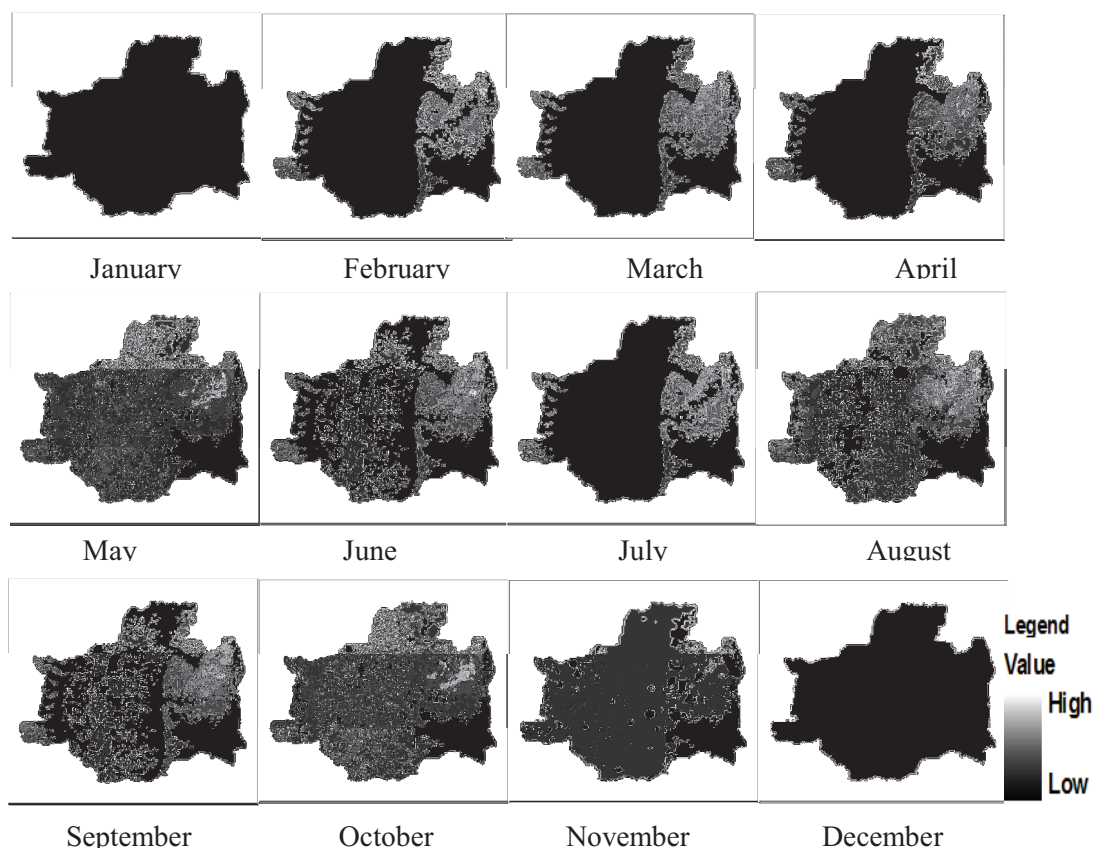 January
February
March
April
May
June
July
August
Legend
Value
High
Low
September
October
November
December